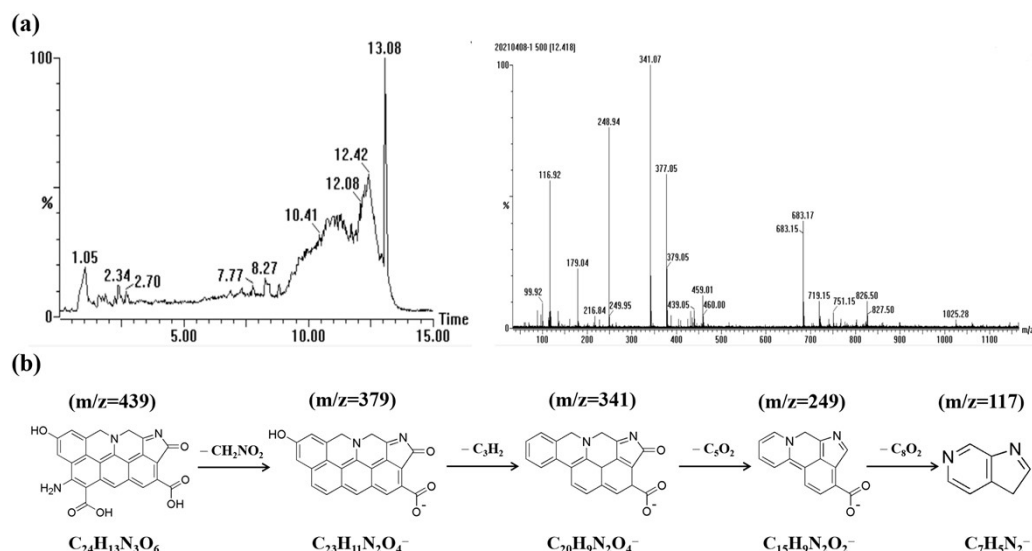 (a)
100
%
0
1.05
2.34
2.70
7.77
8.27
10.41
12.08
12.42
13.08
5.00
10.00
15.00
Time
20210408-1 500 (12.418)
100
%
0
99.92
116.92
179.04
216.84
248.94
249.95
341.07
377.05
379.05
439.05
459.01
460.00
683.17
683.15
719.15
751.15
826.50
827.50
1025.28
100
200
300
400
500
600
700
800
900
1000
1100
(b)
(m/z=439) (m/z=379) (m/z=341) (m/z=249) (m/z=117)
HO
N
N
O
H₂N
O
OH
O
OH
– CH₂NO₂
HO
N
N
O
O
O⁻
– C₃H₂
N
N
O
O
O⁻
– C₅O₂
N
N
O
O⁻
– C₈O₂
N
N
C₂₄H₁₃N₃O₆ C₂₃H₁₁N₂O₄⁻ C₂₀H₉N₂O₄⁻ C₁₅H₉N₂O₂⁻ C₇H₅N₂⁻